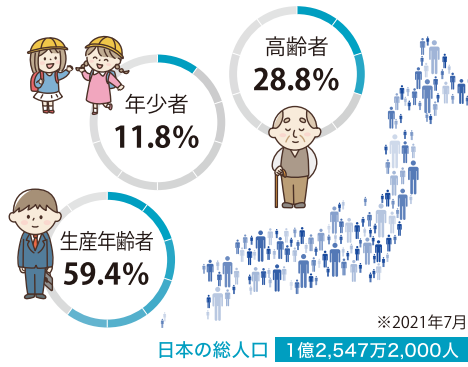 高齢者
28.8%
年少者
11.8%
生産年齢者
59.4%
※2021年7月
日本の総人口 1億2,547万2,000人